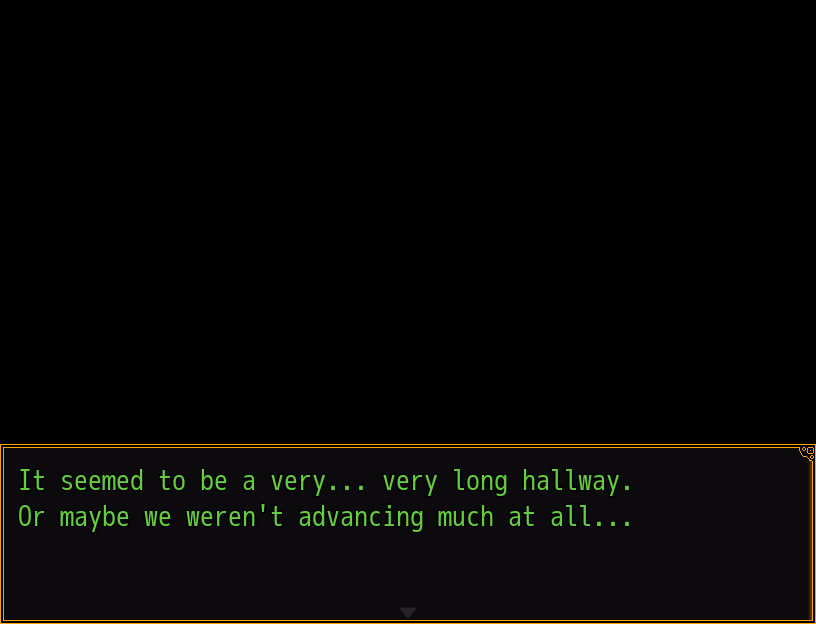 It seemed to be a very... very long hallway.
Or maybe we weren't advancing much at all...